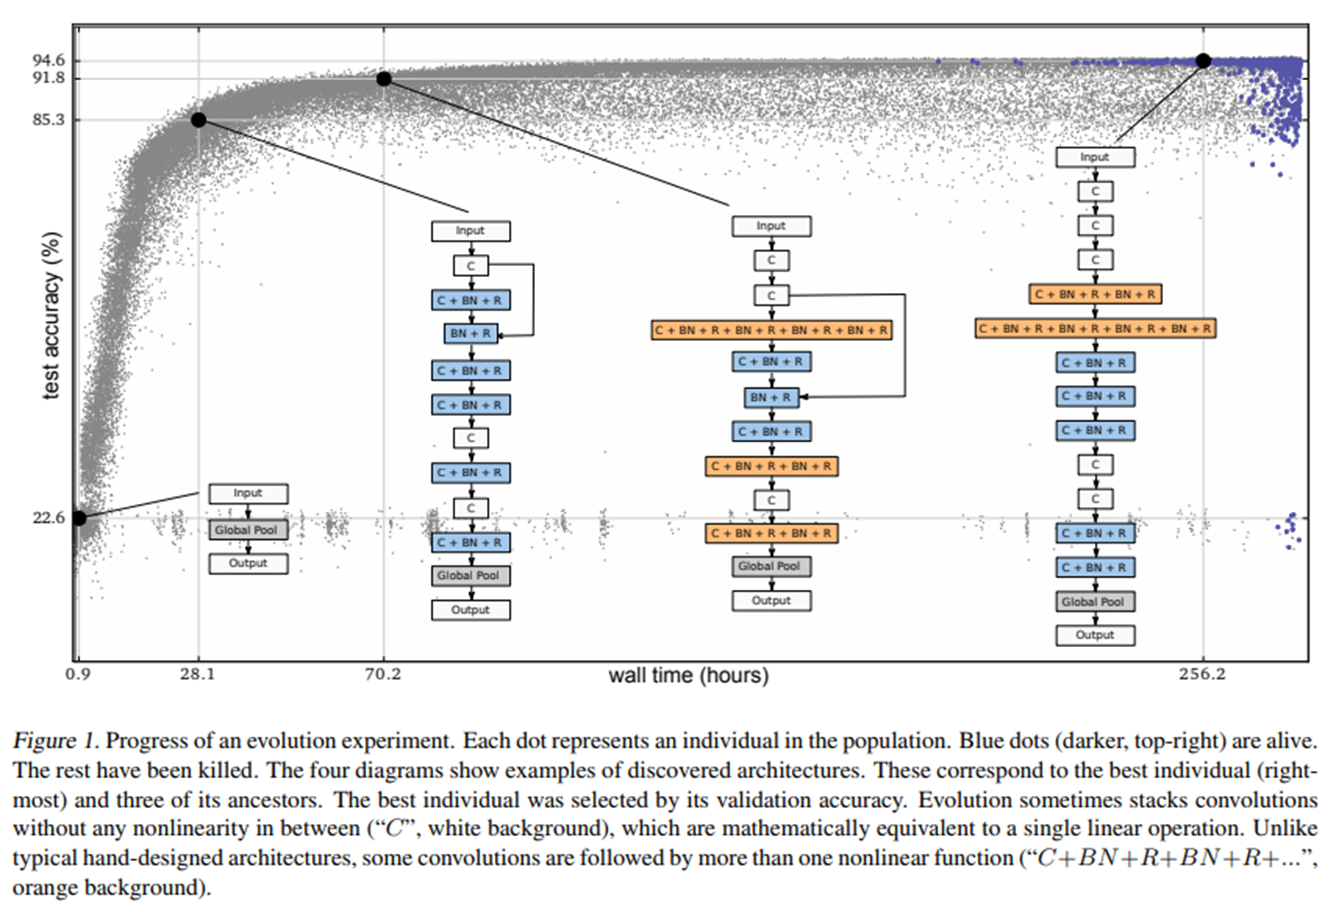 94.6
91.8
85.3
22.6
test accuracy (%)
Input
Global Pool
Output
Input
C
C + BN + R
BN + R
C + BN + R
C + BN + R
C
C + BN + R
C
C + BN + R
Global Pool
Output
Input
C
C
C + BN + R + BN + R + BN + R + BN + R
C + BN + R
BN + R
C + BN + R
C + BN + R + BN + R
C
C + BN + R + BN + R
Global Pool
Output
Input
C
C
C
C + BN + R + BN + R
C + BN + R + BN + R + BN + R + BN + R
C + BN + R
C + BN + R
C + BN + R
C
C
C + BN + R
C + BN + R
Global Pool
Output
0.9
28.1
70.2
wall time (hours)
256.2
Figure 1. Progress of an evolution experiment. Each dot represents an individual in the population. Blue dots (darker, top-right) are alive.
The rest have been killed. The four diagrams show examples of discovered architectures. These correspond to the best individual (right-
most) and three of its ancestors. The best individual was selected by its validation accuracy. Evolution sometimes stacks convolutions
without any nonlinearity in between (“C”, white background), which are mathematically equivalent to a single linear operation. Unlike
typical hand-designed architectures, some convolutions are followed by more than one nonlinear function (“C+BN+R+BN+R+...”,
orange background).